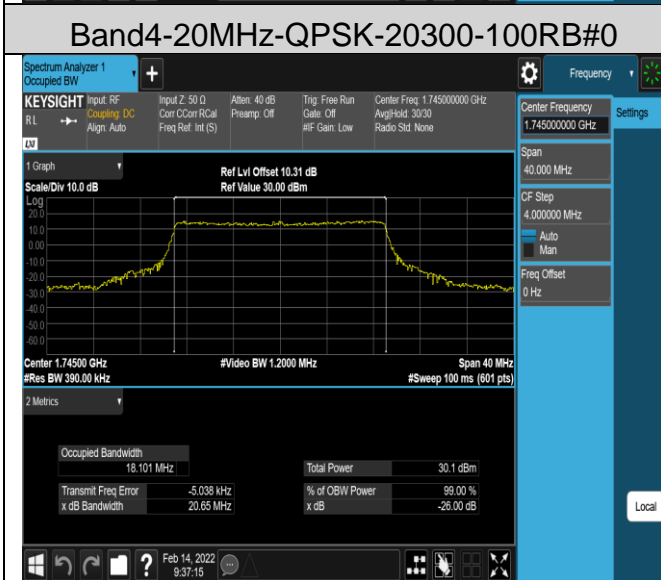 Band4-20MHz-QPSK-20300-100RB#0
Spectrum Analyzer 1
Occupied BW
+
Frequency
KEYSIGHT
RL
LXI
Input: RF
Coupling: DC
Align: Auto
Input Z: 50 Ω
Corr CCorr RCal
Freq Ref: Int (S)
Atten: 40 dB
Preamp: Off
Trig: Free Run
Gate: Off
#IF Gain: Low
Center Freq: 1.745000000 GHz
Avg|Hold: 30/30
Radio Std: None
Center Frequency
1.745000000 GHz
Settings
Span
40.000 MHz
CF Step
4.000000 MHz
Auto
Man
Freq Offset
0 Hz
1 Graph
Scale/Div 10.0 dB
Ref Lvl Offset 10.31 dB
Ref Value 30.00 dBm
Log
20.0
10.0
0.00
-10.0
-20.0
-30.0
-40.0
-50.0
-60.0
Center 1.74500 GHz
#Video BW 1.2000 MHz
Span 40 MHz
#Res BW 390.00 kHz
#Sweep 100 ms (601 pts)
2 Metrics
Occupied Bandwidth
18.101 MHz
Total Power 30.1 dBm
Transmit Freq Error -5.038 kHz
% of OBW Power 99.00 %
x dB Bandwidth 20.65 MHz
x dB -26.00 dB
Local
?
Feb 14, 2022
9:37:15